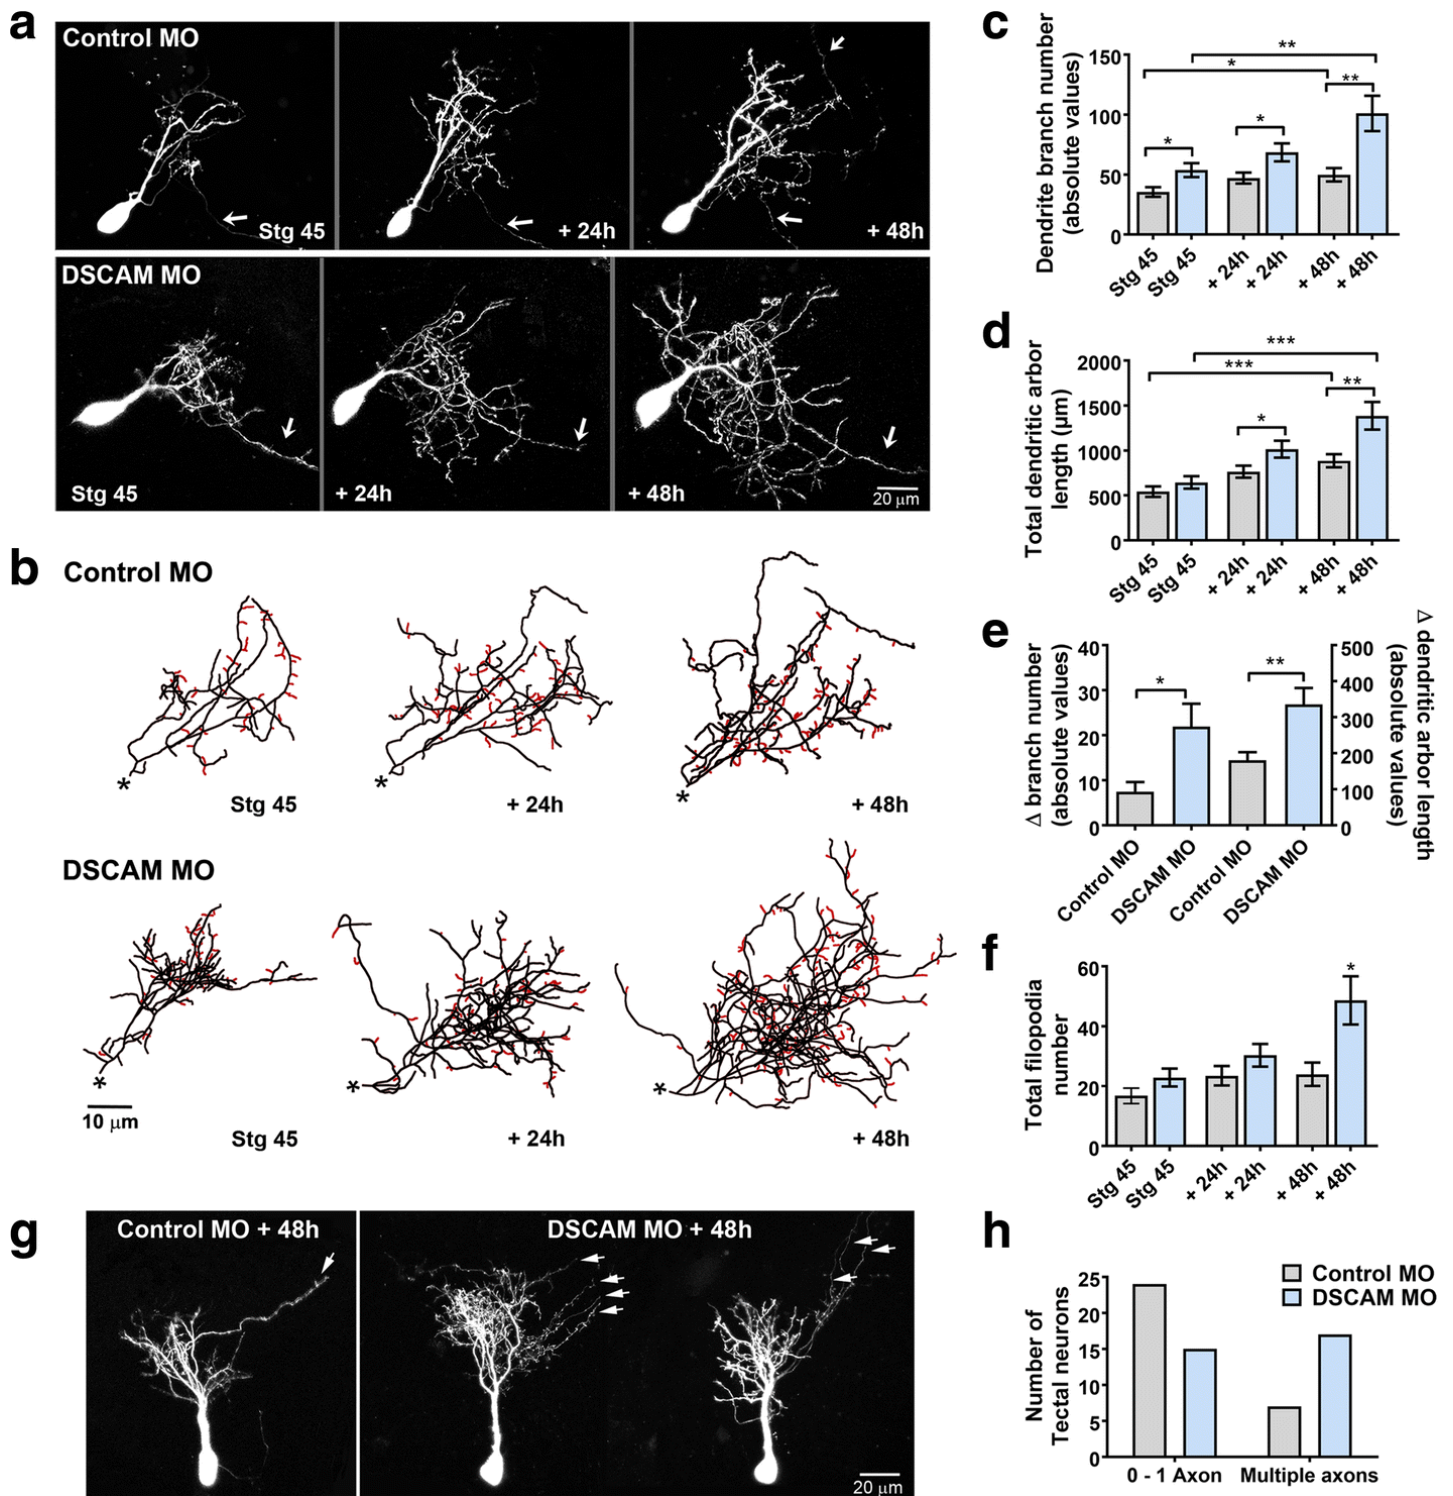 a
Control MO
Stg 45
+ 24h
+ 48h
DSCAM MO
Stg 45
+ 24h
+ 48h
20 µm
b
Control MO
*
Stg 45
*
+ 24h
*
+ 48h
DSCAM MO
*
10 µm
Stg 45
*
+ 24h
*
+ 48h
g
Control MO + 48h
DSCAM MO + 48h
20 µm
c
Dendrite branch number
(absolute values)
150
100
50
0
*
*
*
**
**
Stg 45
Stg 45
+ 24h
+ 24h
+ 48h
+ 48h
d
Total dendritic arbor
length (µm)
2000
1500
1000
500
0
***
***
*
**
Stg 45
Stg 45
+ 24h
+ 24h
+ 48h
+ 48h
e
Δ branch number
(absolute values)
40
30
20
10
0
*
**
500
400
300
200
100
0
Δ dendritic arbor length
(absolute values)
Control MO
DSCAM MO
Control MO
DSCAM MO
f
Total filopodia
number
60
40
20
0
*
Stg 45
Stg 45
+ 24h
+ 24h
+ 48h
+ 48h
h
Number of
Tectal neurons
25
20
15
10
5
0
Control MO
DSCAM MO
0 - 1 Axon
Multiple axons